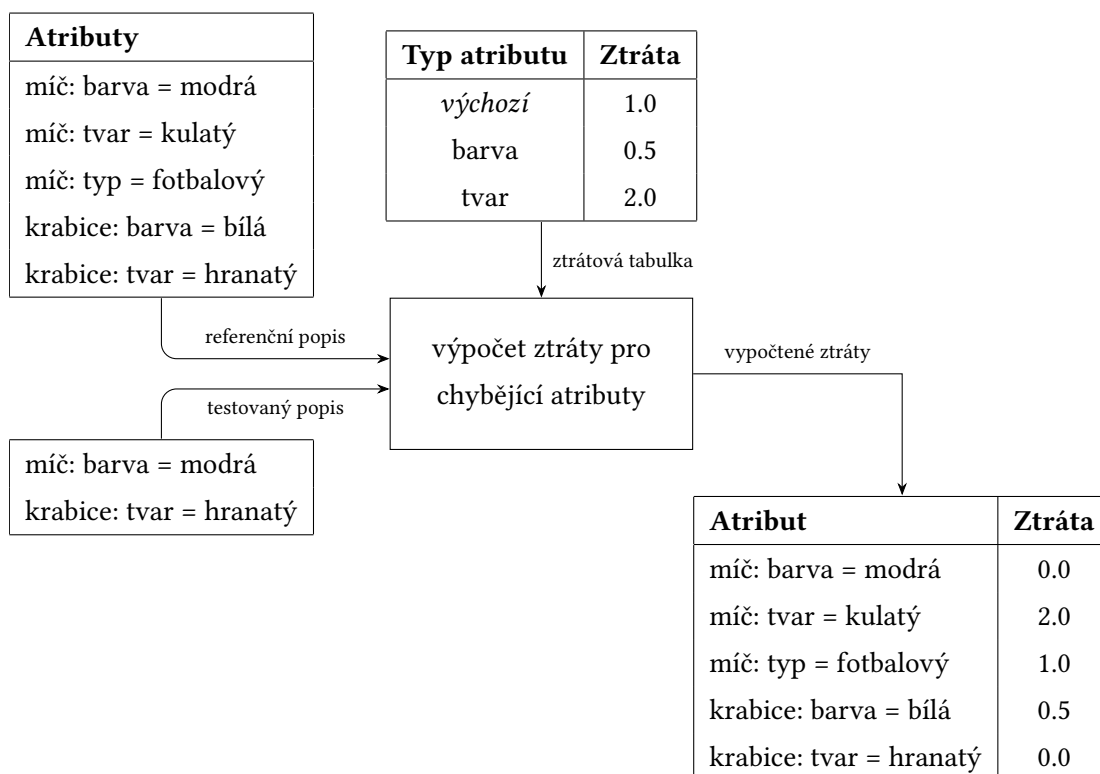 Atributy
míč: barva = modrá
míč: tvar = kulatý
míč: typ = fotbalový
krabice: barva = bílá
krabice: tvar = hranatý
Typ atributu Ztráta
výchozí 1.0
barva 0.5
tvar 2.0
ztrátová tabulka
referenční popis
výpočet ztráty pro
chybějící atributy
vypočtené ztráty
testovaný popis
míč: barva = modrá
krabice: tvar = hranatý
Atribut Ztráta
míč: barva = modrá 0.0
míč: tvar = kulatý 2.0
míč: typ = fotbalový 1.0
krabice: barva = bílá 0.5
krabice: tvar = hranatý 0.0